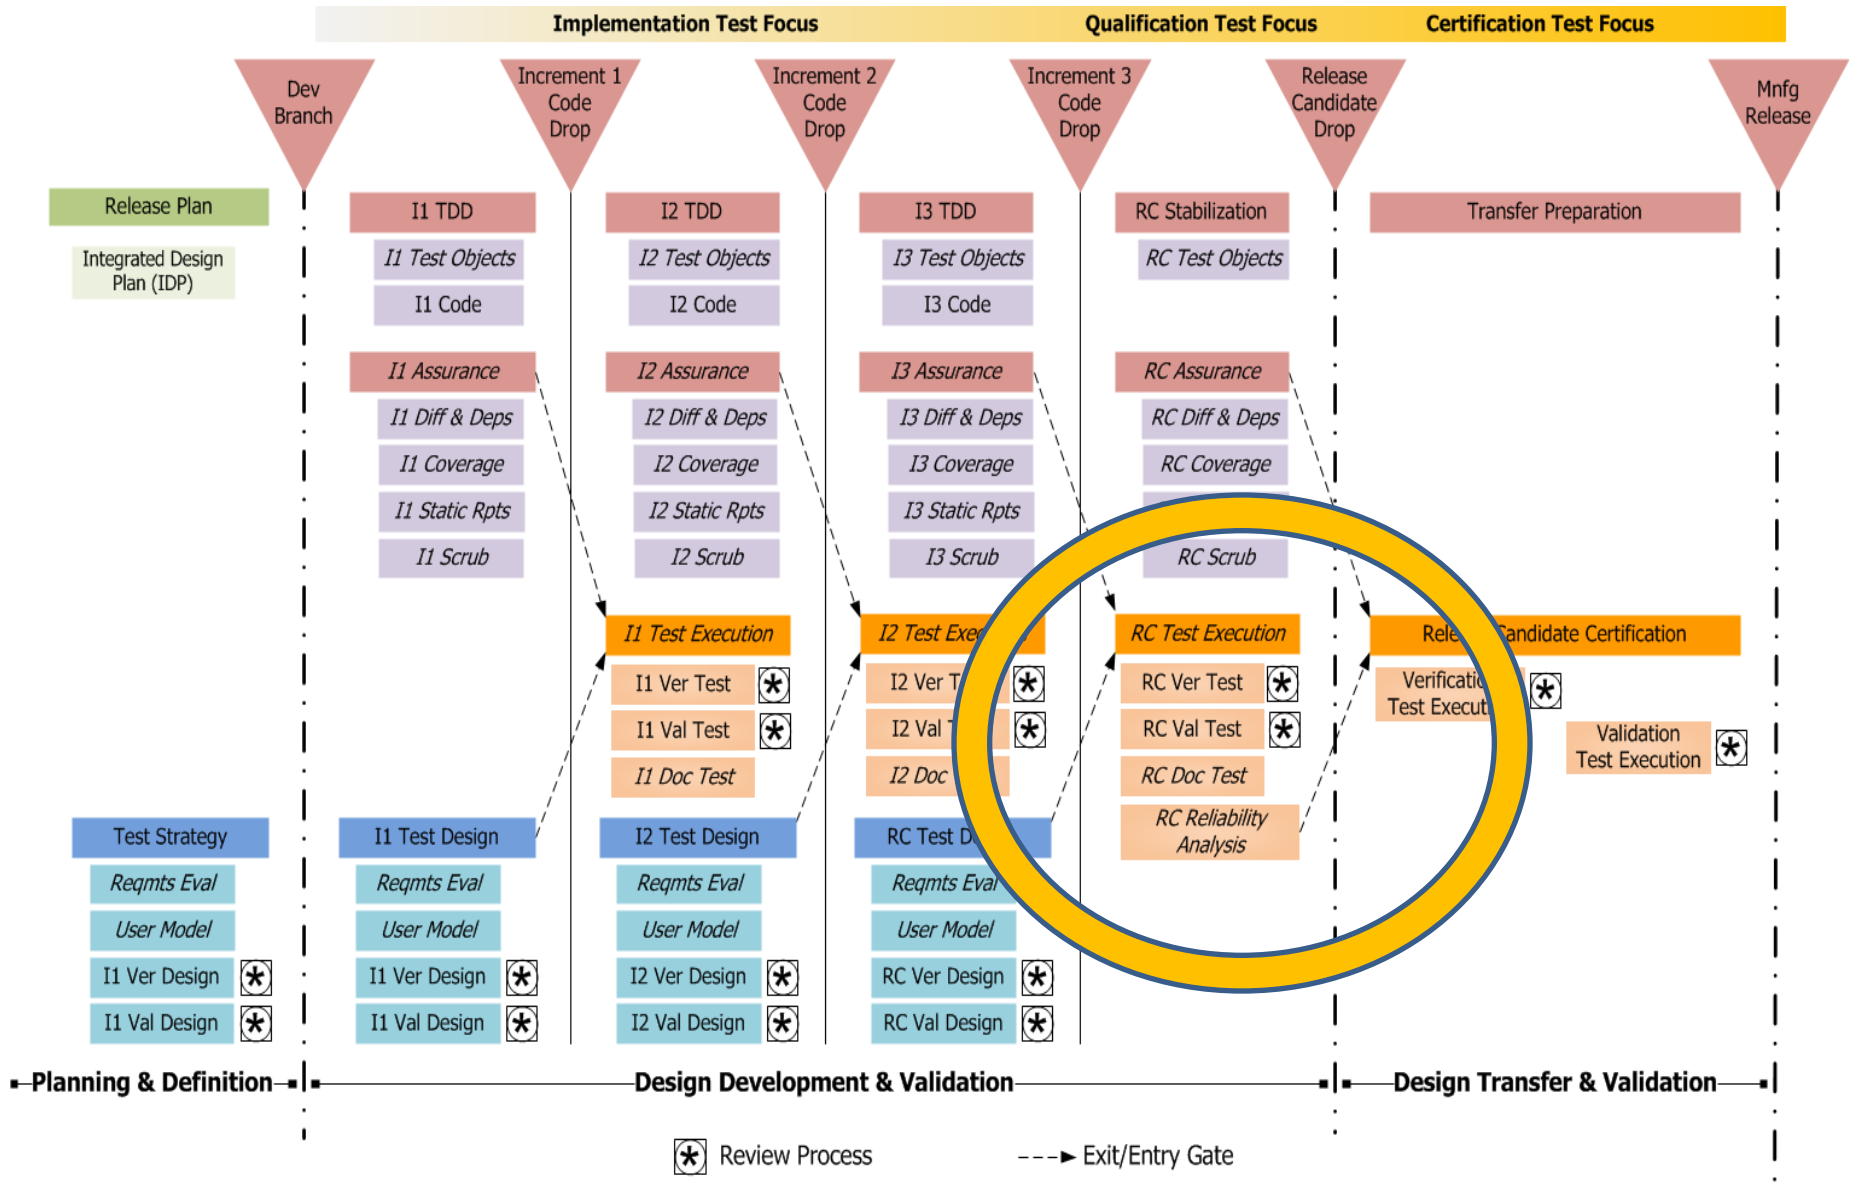 Implementation Test Focus
Qualification Test Focus
Certification Test Focus
Dev
Branch
Increment 1
Code
Drop
Increment 2
Code
Drop
Increment 3
Code
Drop
Release
Candidate
Drop
Mnfg
Release
Release Plan
Integrated Design
Plan (IDP)
I1 TDD
I1 Test Objects
I1 Code
I1 Assurance
I1 Diff & Deps
I1 Coverage
I1 Static Rpts
I1 Scrub
I2 TDD
I2 Test Objects
I2 Code
I2 Assurance
I2 Diff & Deps
I2 Coverage
I2 Static Rpts
I2 Scrub
I3 TDD
I3 Test Objects
I3 Code
I3 Assurance
I3 Diff & Deps
I3 Coverage
I3 Static Rpts
I3 Scrub
RC Stabilization
RC Test Objects
RC Assurance
RC Diff & Deps
RC Coverage
RC Scrub
Transfer Preparation
I1 Test Execution
I1 Ver Test
I1 Val Test
I1 Doc Test
I2 Test
I2 Ver
I2 Val
I2 Doc
RC Test Execution
RC Ver Test
RC Val Test
RC Doc Test
RC Reliability
Analysis
Candidate Certification
Test
Validation
Test Execution
Test Strategy
Reqmts Eval
User Model
I1 Ver Design
I1 Val Design
I1 Test Design
Reqmts Eval
User Model
I1 Ver Design
I1 Val Design
I2 Test Design
Reqmts Eval
User Model
I2 Ver Design
I2 Val Design
RC Test
Reqmts Eval
User Model
RC Ver Design
RC Val Design
Planning & Definition
Design Development & Validation
Design Transfer & Validation
Review Process
Exit/Entry Gate